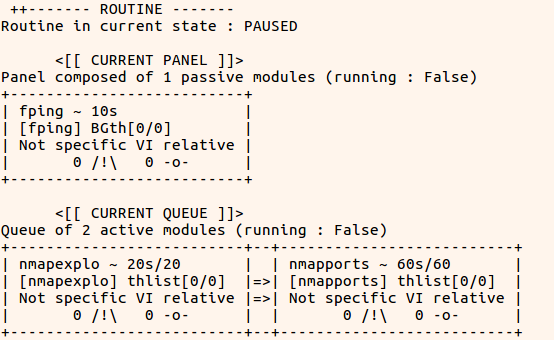 ++------- ROUTINE -------
Routine in current state : PAUSED
<[[ CURRENT PANEL ]]>
Panel composed of 1 passive modules (running : False)
+--------------------------+
| fping ~ 10s              |
| [fping] BGth[0/0]        |
| Not specific VI relative |
|       0 /!\   0 -o-      |
+--------------------------+
<[[ CURRENT QUEUE ]]>
Queue of 2 active modules (running : False)
+--------------------------+--+--------------------------+
| nmapexplo ~ 20s/20       |  | nmapports ~ 60s/60       |
| [nmapexplo] thlist[0/0]  |=>| [nmapports] thlist[0/0]  |
| Not specific VI relative |=>| Not specific VI relative |
|       0 /!\   0 -o-      |  |       0 /!\   0 -o-      |
+--------------------------+--+--------------------------+